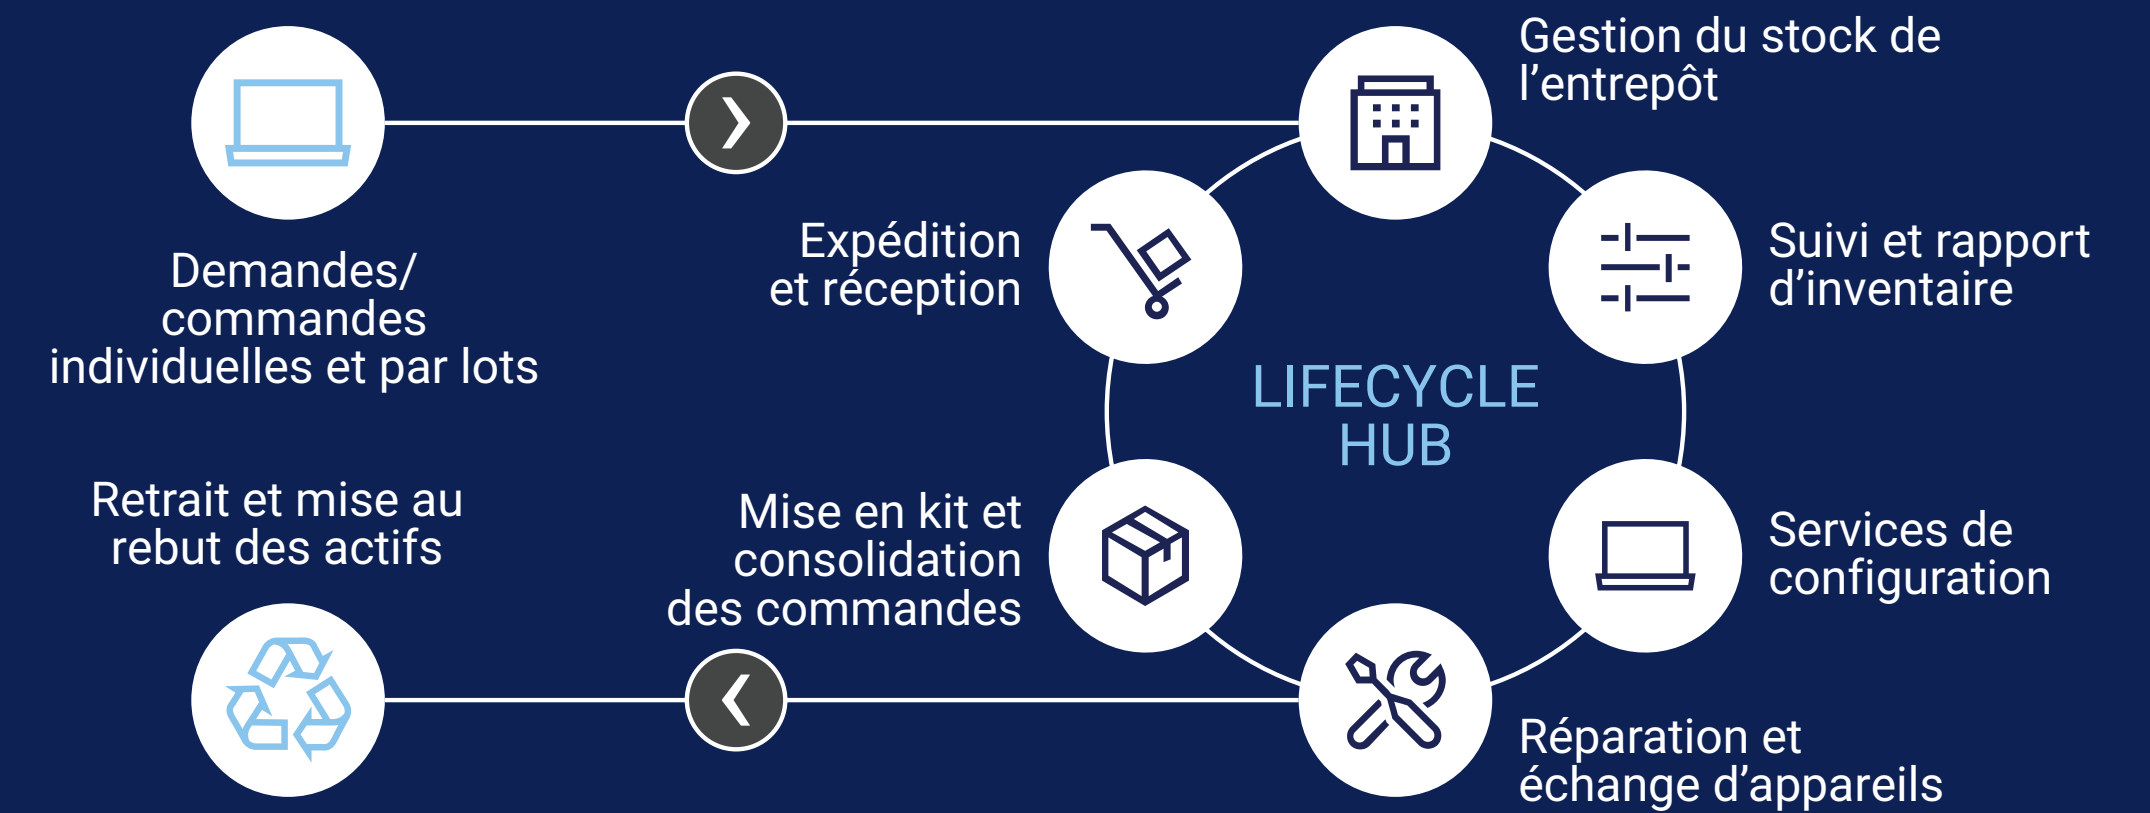 Demandes/
commandes
individuelles et par lots
Gestion du stock de
l’entrepôt
Expédition
et réception
Suivi et rapport
d’inventaire
LIFECYCLE
HUB
Retrait et mise au
rebut des actifs
Mise en kit et
consolidation
des commandes
Services de
configuration
Réparation et
échange d’appareils